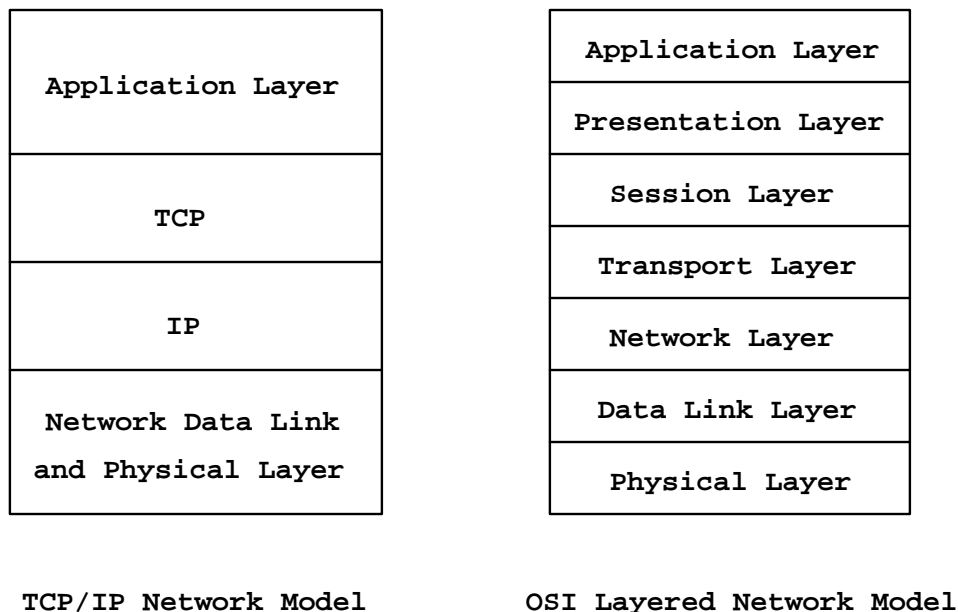 Application Layer
TCP
IP
Network Data Link
and Physical Layer
TCP/IP Network Model
Application Layer
Presentation Layer
Session Layer
Transport Layer
Network Layer
Data Link Layer
Physical Layer
OSI Layered Network Model